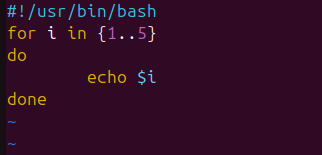 #!/usr/bin/bash
for i in {1..5}
do
        echo $i
done
~
~